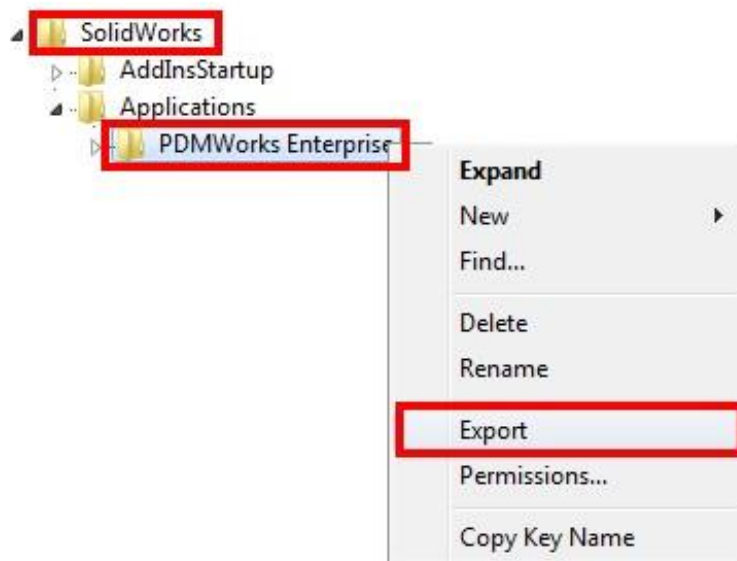 SolidWorks
AddInsStartup
Applications
PDMWorks Enterprise
Expand
New
Find...
Delete
Rename
Export
Permissions...
Copy Key Name